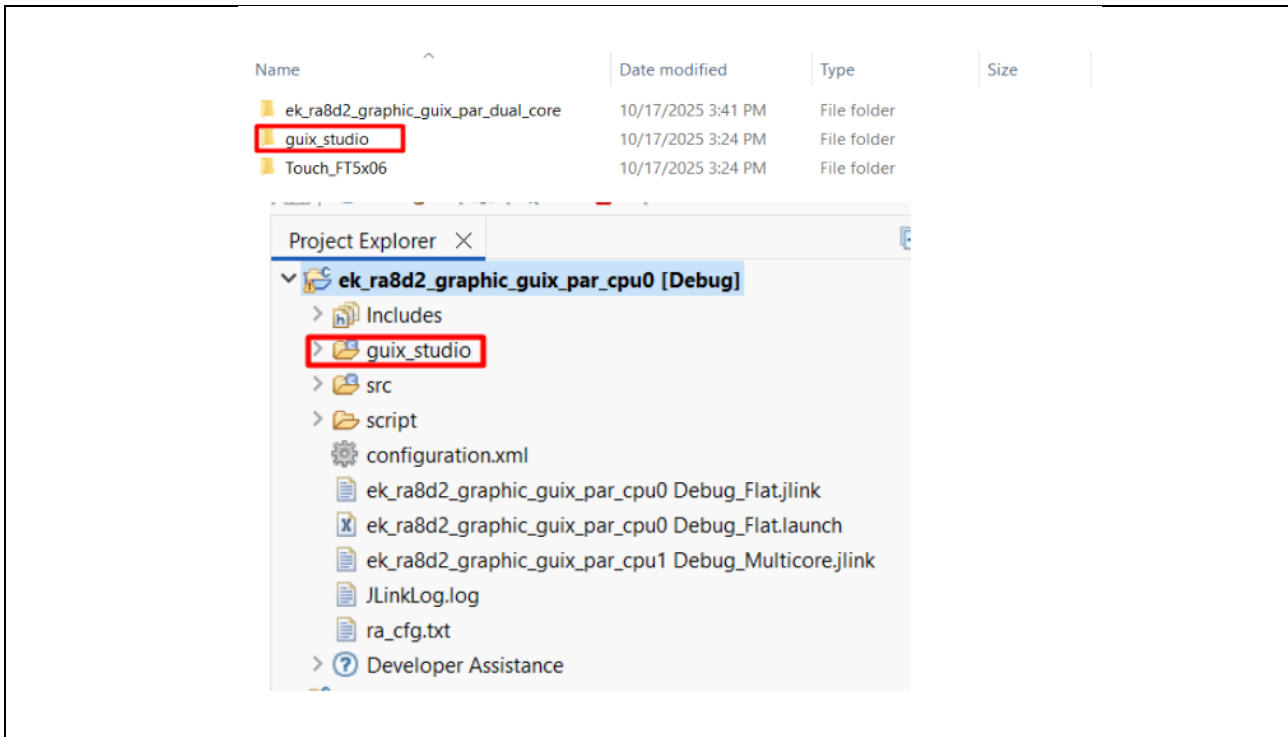 Name Date modified Type Size
ek_ra8d2_graphic_guix_par_dual_core 10/17/2025 3:41 PM File folder
guix_studio 10/17/2025 3:24 PM File folder
Touch_FT5x06 10/17/2025 3:24 PM File folder
Project Explorer
ek_ra8d2_graphic_guix_par_cpu0 [Debug]
Includes
guix_studio
src
script
configuration.xml
ek_ra8d2_graphic_guix_par_cpu0 Debug_Flat.jlink
ek_ra8d2_graphic_guix_par_cpu0 Debug_Flat.launch
ek_ra8d2_graphic_guix_par_cpu1 Debug_Multicore.jlink
JLinkLog.log
ra_cfg.txt
Developer Assistance